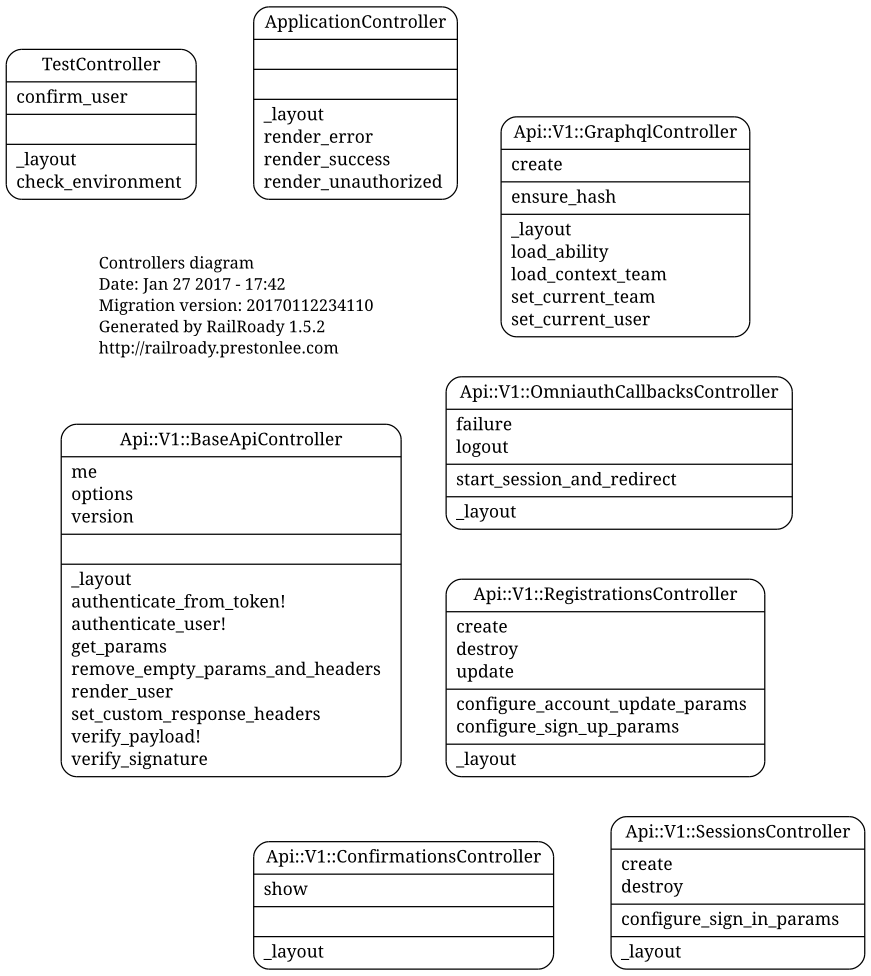 ApplicationController
_layout
render_error
render_success
render_unauthorized
TestController
confirm_user
_layout
check_environment
Api::V1::GraphqlController
create
ensure_hash
_layout
load_ability
load_context_team
set_current_team
set_current_user
Controllers diagram
Date: Jan 27 2017 - 17:42
Migration version: 20170112234110
Generated by RailRoady 1.5.2
http://railroady.prestonlee.com
Api::V1::OmniauthCallbacksController
failure
logout
start_session_and_redirect
_layout
Api::V1::BaseApiController
me
options
version
_layout
authenticate_from_token!
authenticate_user!
get_params
remove_empty_params_and_headers
render_user
set_custom_response_headers
verify_payload!
verify_signature
Api::V1::RegistrationsController
create
destroy
update
configure_account_update_params
configure_sign_up_params
_layout
Api::V1::ConfirmationsController
show
_layout
Api::V1::SessionsController
create
destroy
configure_sign_in_params
_layout